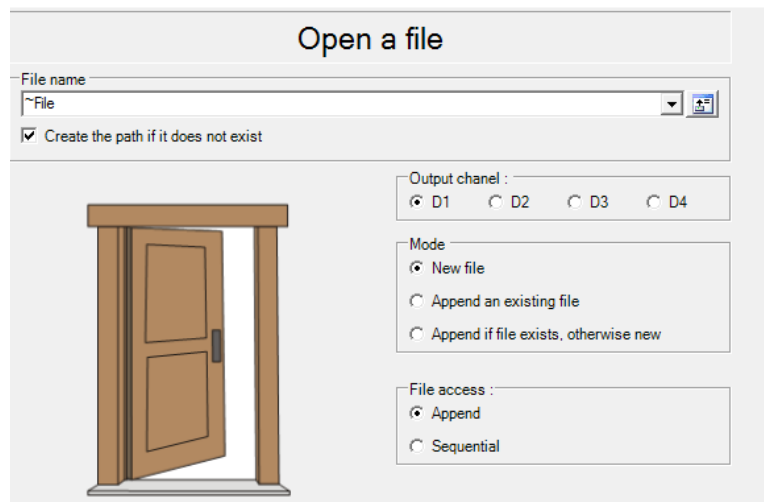 Open a file
File name
~File
Create the path if it does not exist
Output chanel :
D1 D2 D3 D4
Mode
New file
Append an existing file
Append if file exists, otherwise new
File access :
Append
Sequential